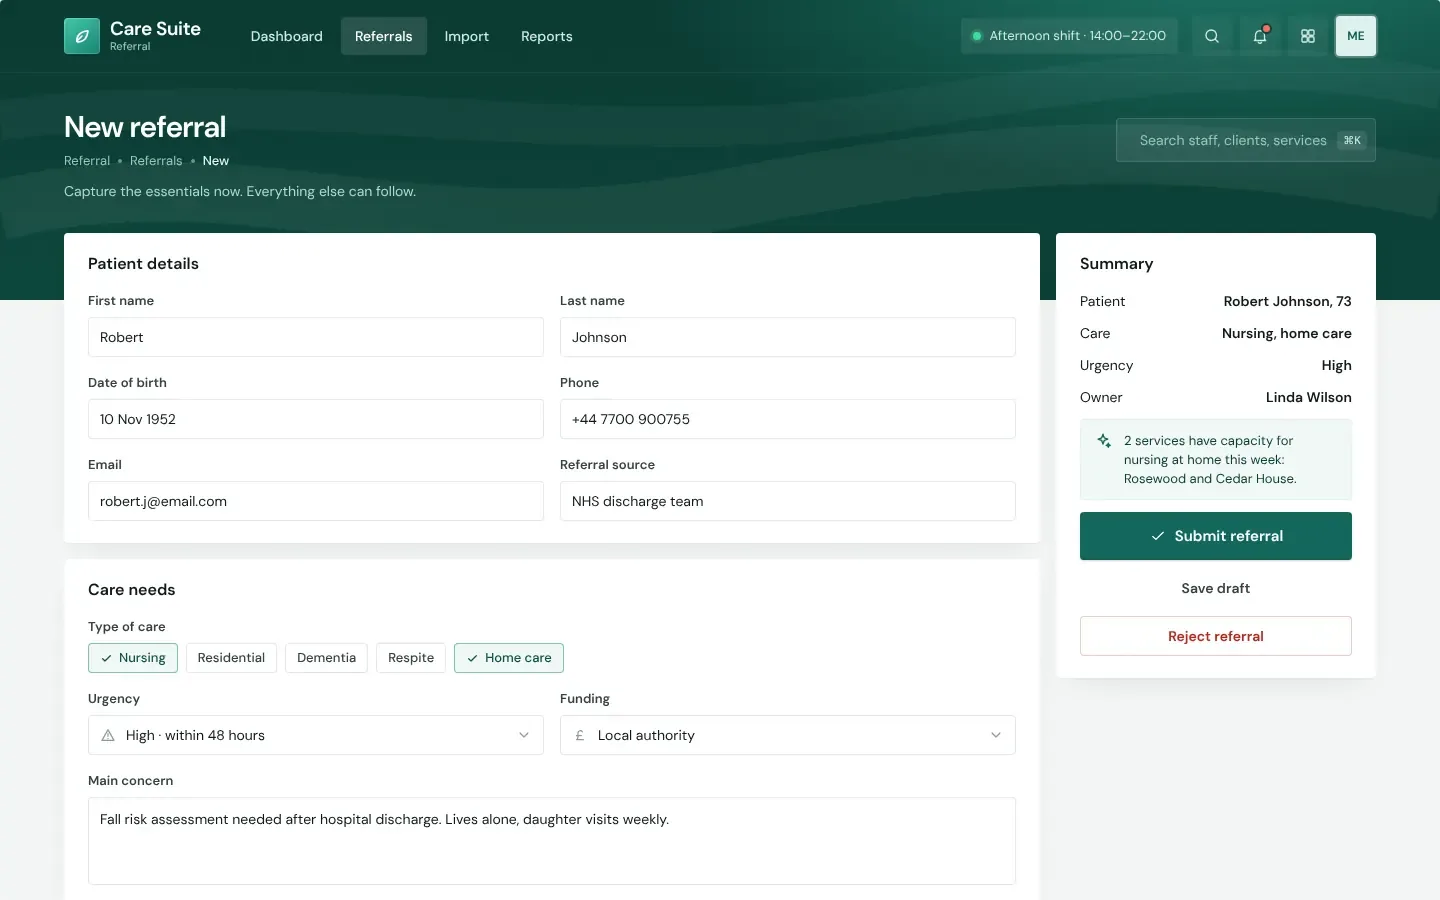 Care Suite
Referral
Dashboard
Referrals
Import
Reports
Afternoon shift · 14:00–22:00
ME
New referral
Referral • Referrals • New
Capture the essentials now. Everything else can follow.
Search staff, clients, services
⌘K
Patient details
First name
Robert
Last name
Johnson
Date of birth
10 Nov 1952
Phone
+44 7700 900755
Email
robert.j@email.com
Referral source
NHS discharge team
Care needs
Type of care
Nursing
Residential
Dementia
Respite
Home care
Urgency
High · within 48 hours
Funding
£ Local authority
Main concern
Fall risk assessment needed after hospital discharge. Lives alone, daughter visits weekly.
Summary
Patient Robert Johnson, 73
Care Nursing, home care
Urgency High
Owner Linda Wilson
2 services have capacity for
nursing at home this week:
Rosewood and Cedar House.
Submit referral
Save draft
Reject referral